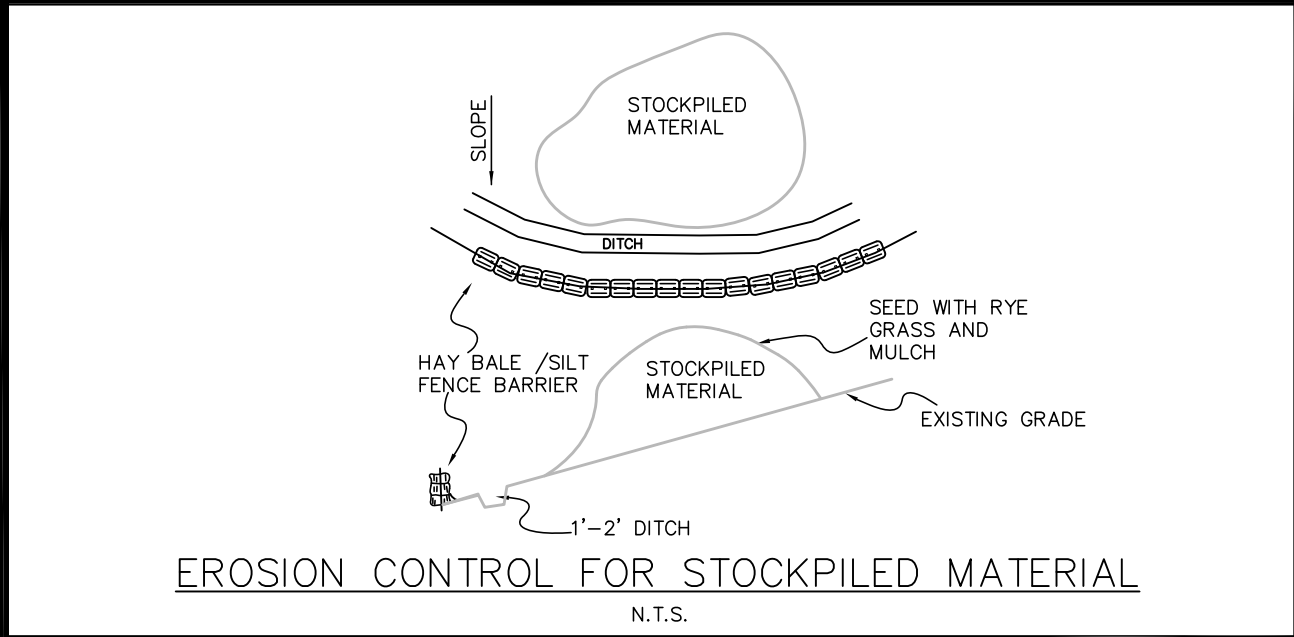 STOCKPILED
MATERIAL
SLOPE
DITCH
SEED WITH RYE
GRASS AND
MULCH
HAY BALE /SILT
FENCE BARRIER
STOCKPILED
MATERIAL
EXISTING GRADE
1'-2' DITCH
EROSION CONTROL FOR STOCKPILED MATERIAL
N.T.S.